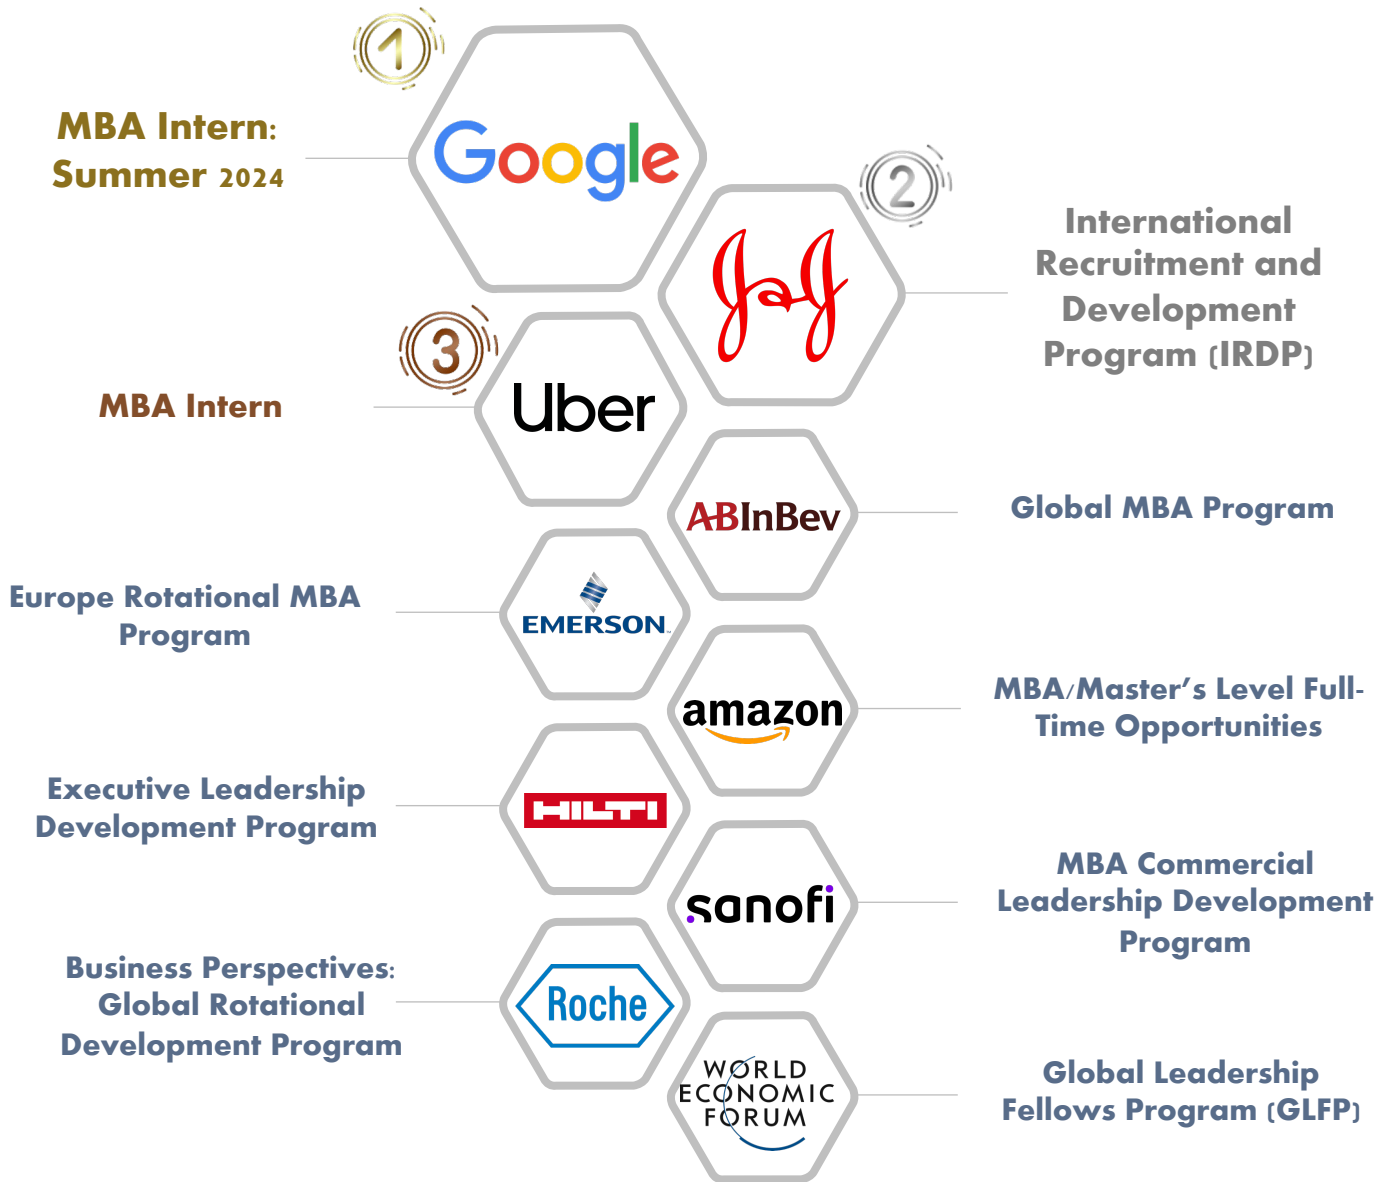 1
MBA Intern:
Summer 2024
Google
2
J&J
International
Recruitment and
Development
Program (IRDP)
3
MBA Intern
Uber
ABInBev
Global MBA Program
Europe Rotational MBA
Program
EMERSON
amazon
MBA/Master’s Level Full-
Time Opportunities
Executive Leadership
Development Program
HILTI
sanofi
MBA Commercial
Leadership Development
Program
Business Perspectives:
Global Rotational
Development Program
Roche
WORLD
ECONOMIC
FORUM
Global Leadership
Fellows Program (GLFP)